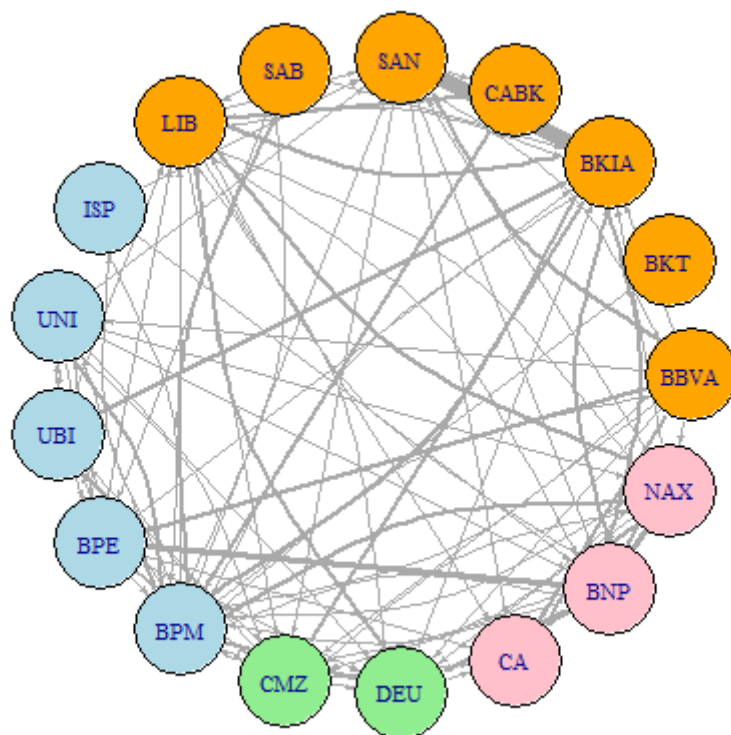 SAN
SAB
CABK
LIB
BKIA
ISP
BKT
UNI
BBVA
UBI
NAX
BPE
BNP
BPM
CA
CMZ
DEU